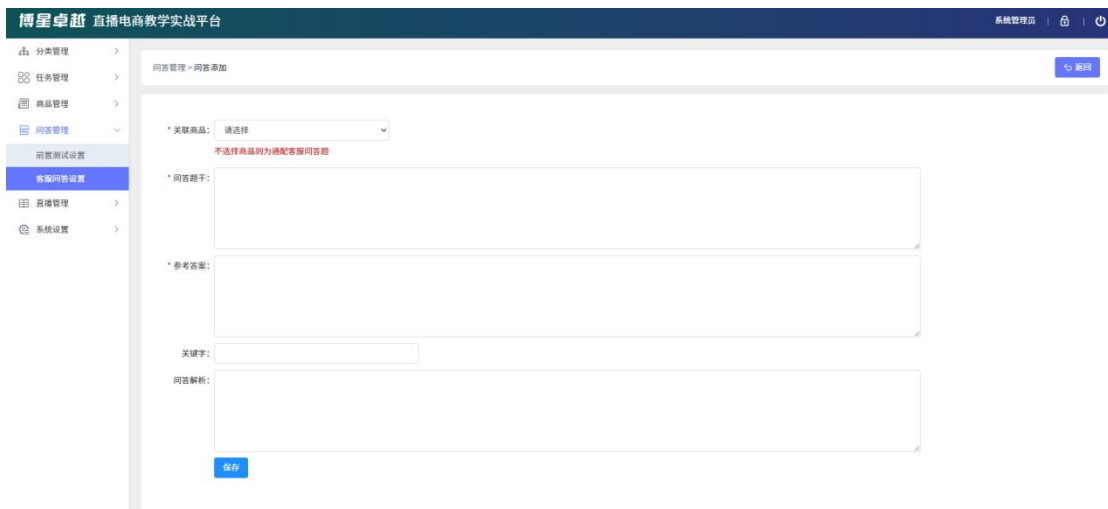 博星卓越 直播电商教学实战平台
系统管理员
分类管理
任务管理
商品管理
问答管理
前置测试设置
客服问答设置
直播管理
系统设置
问答管理 > 问答添加
返回
* 关联商品: 请选择
不选择商品则为通配客服问答题
* 问答题干:
* 参考答案:
关键字:
问答解析:
保存